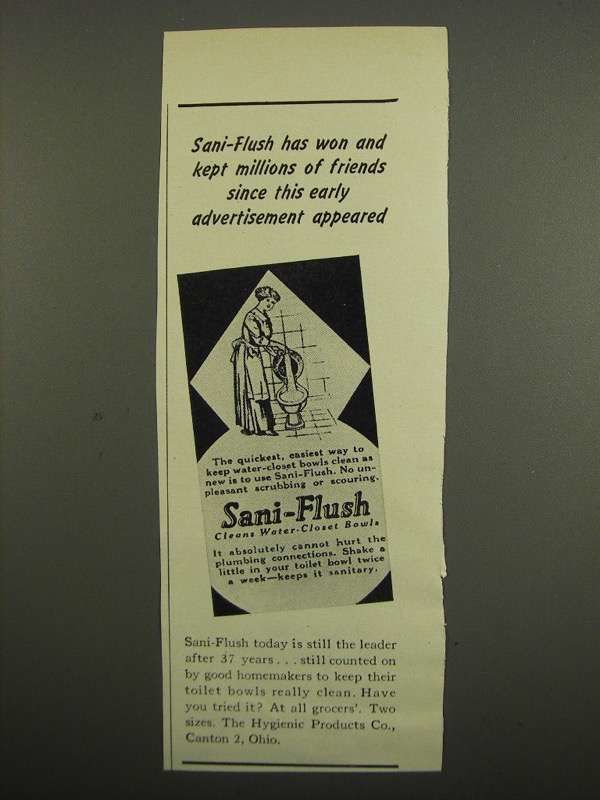 Sani-Flush has won and
kept millions of friends
since this early
advertisement appeared
The quickest, easiest way to
keep water-closet bowls clean as
new is to use Sani-Flush. No un-
pleasant scrubbing or scouring.
Sani-Flush
Cleans Water-Closet Bowls
It absolutely cannot hurt the
plumbing connections. Shake a
little in your toilet bowl twice
a week—keeps it sanitary.
Sani-Flush today is still the leader
after 37 years . . . still counted on
by good homemakers to keep their
toilet bowls really clean. Have
you tried it? At all grocers'. Two
sizes. The Hygienic Products Co.,
Canton 2, Ohio.